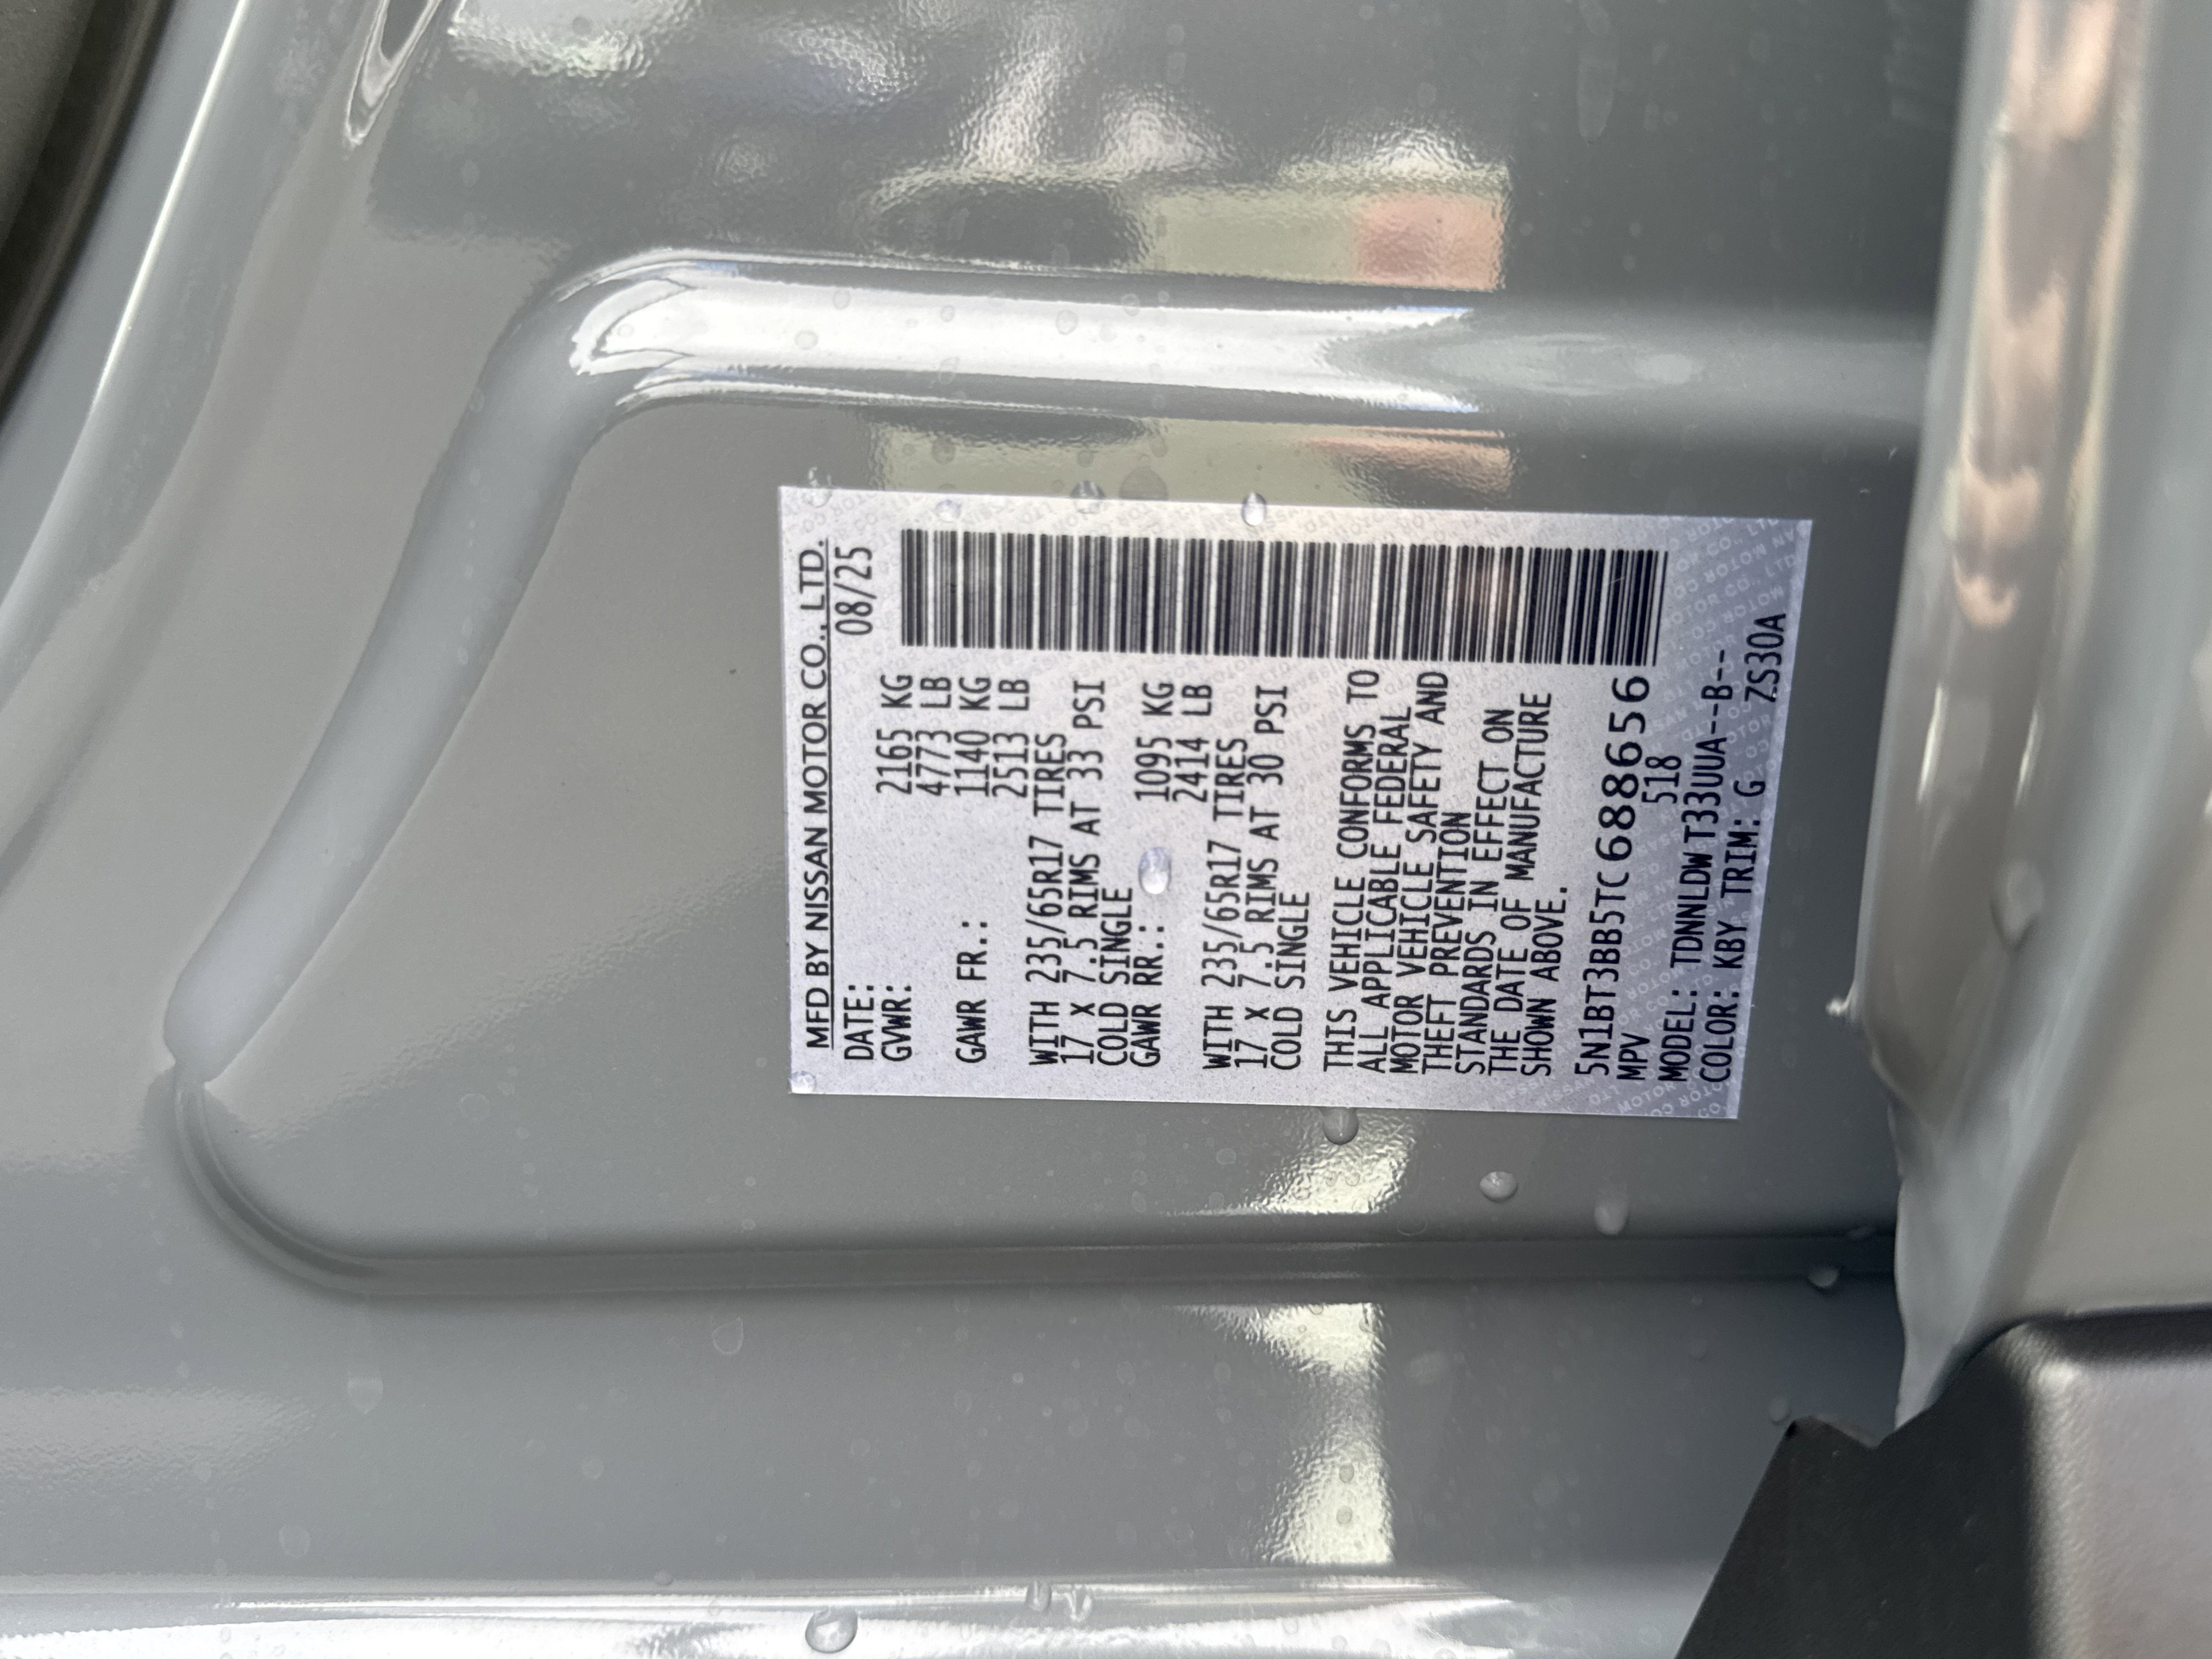 MFD BY NISSAN MOTOR CO., LTD.
DATE: 08/25
GVWR: 2165 KG
4773 LB
GAWR FR.: 1140 KG
2513 LB
WITH 235/65R17 TIRES
17 X 7.5 RIMS AT 33 PSI
COLD SINGLE
GAWR RR.: 1095 KG
2414 LB
WITH 235/65R17 TIRES
17 X 7.5 RIMS AT 30 PSI
COLD SINGLE
THIS VEHICLE CONFORMS TO
ALL APPLICABLE FEDERAL
MOTOR VEHICLE SAFETY AND
THEFT PREVENTION
STANDARDS IN EFFECT ON
THE DATE OF MANUFACTURE
SHOWN ABOVE.
5N1BT3BB5TC688656
MPV 518
MODEL: TDNNLDW T33UUA--B--
COLOR: KBY TRIM: G ZS30A